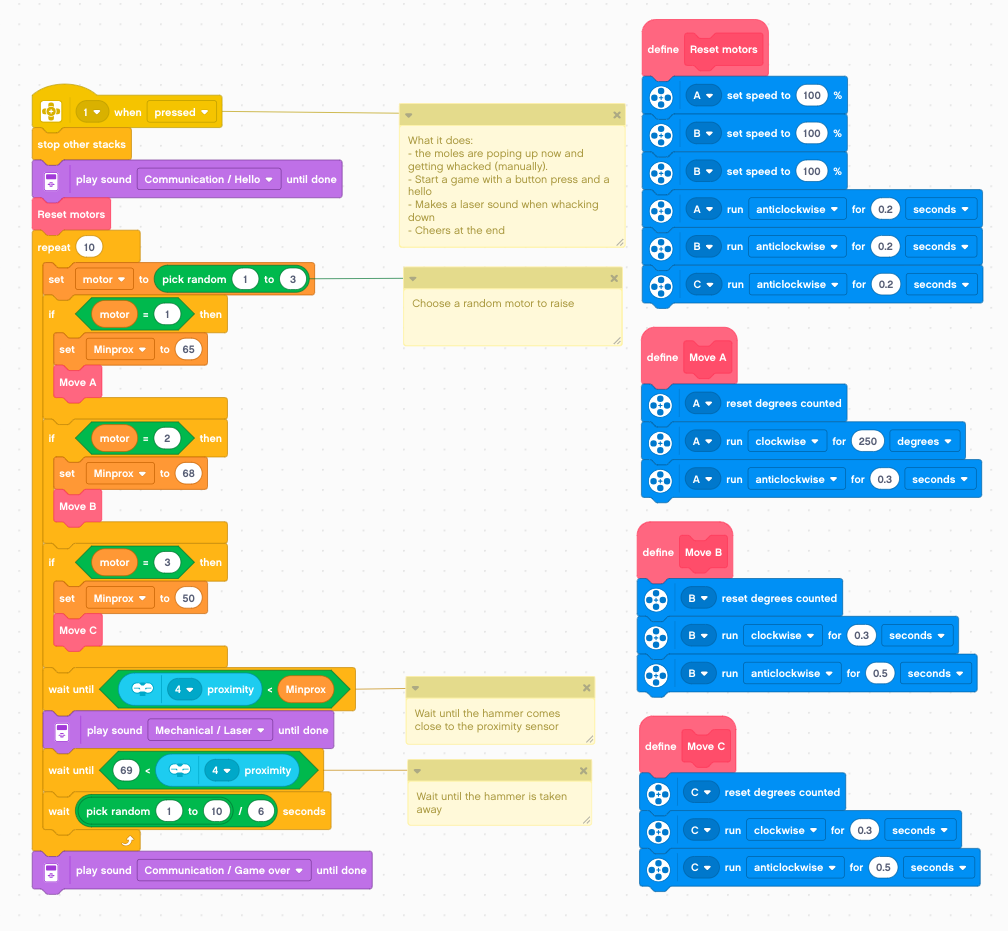 1 when pressed
stop other stacks
play sound Communication / Hello until done
Reset motors
repeat 10
set motor to pick random 1 to 3
if motor = 1 then
set Minprox to 65
Move A
if motor = 2 then
set Minprox to 68
Move B
if motor = 3 then
set Minprox to 50
Move C
wait until 4 proximity < Minprox
play sound Mechanical / Laser until done
wait until 69 < 4 proximity
wait pick random 1 to 10 / 6 seconds
play sound Communication / Game over until done
What it does:
- the moles are poping up now and
getting whacked (manually).
- Start a game with a button press and a
hello
- Makes a laser sound when whacking
down
- Cheers at the end
Choose a random motor to raise
Wait until the hammer comes
close to the proximity sensor
Wait until the hammer is taken
away
define Reset motors
A set speed to 100 %
B set speed to 100 %
B set speed to 100 %
A run anticlockwise for 0.2 seconds
B run anticlockwise for 0.2 seconds
C run anticlockwise for 0.2 seconds
define Move A
A reset degrees counted
A run clockwise for 250 degrees
A run anticlockwise for 0.3 seconds
define Move B
B reset degrees counted
B run clockwise for 0.3 seconds
B run anticlockwise for 0.5 seconds
define Move C
C reset degrees counted
C run clockwise for 0.3 seconds
C run anticlockwise for 0.5 seconds